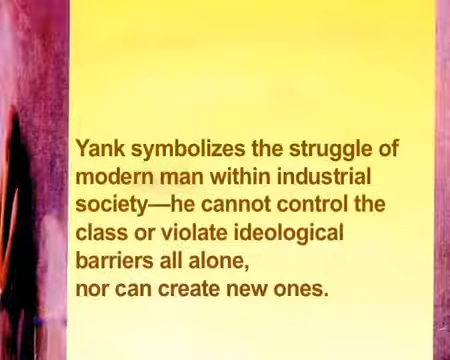 Yank symbolizes the struggle of
modern man within industrial
society—he cannot control the
class or violate ideological
barriers all alone,
nor can create new ones.